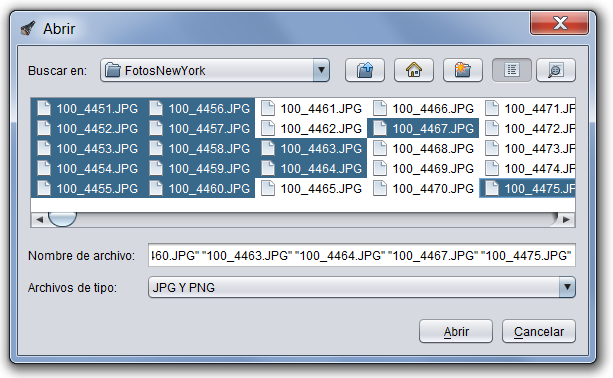 Abrir
Buscar en: FotosNewYork
100_4451.JPG 100_4456.JPG 100_4461.JPG 100_4466.JPG 100_4471.JP
100_4452.JPG 100_4457.JPG 100_4462.JPG 100_4467.JPG 100_4472.JP
100_4453.JPG 100_4458.JPG 100_4463.JPG 100_4468.JPG 100_4473.JP
100_4454.JPG 100_4459.JPG 100_4464.JPG 100_4469.JPG 100_4474.JP
100_4455.JPG 100_4460.JPG 100_4465.JPG 100_4470.JPG 100_4475.JP
Nombre de archivo: 460.JPG" "100_4463.JPG" "100_4464.JPG" "100_4467.JPG" "100_4475.JPG"
Archivos de tipo: JPG Y PNG
Abrir Cancelar